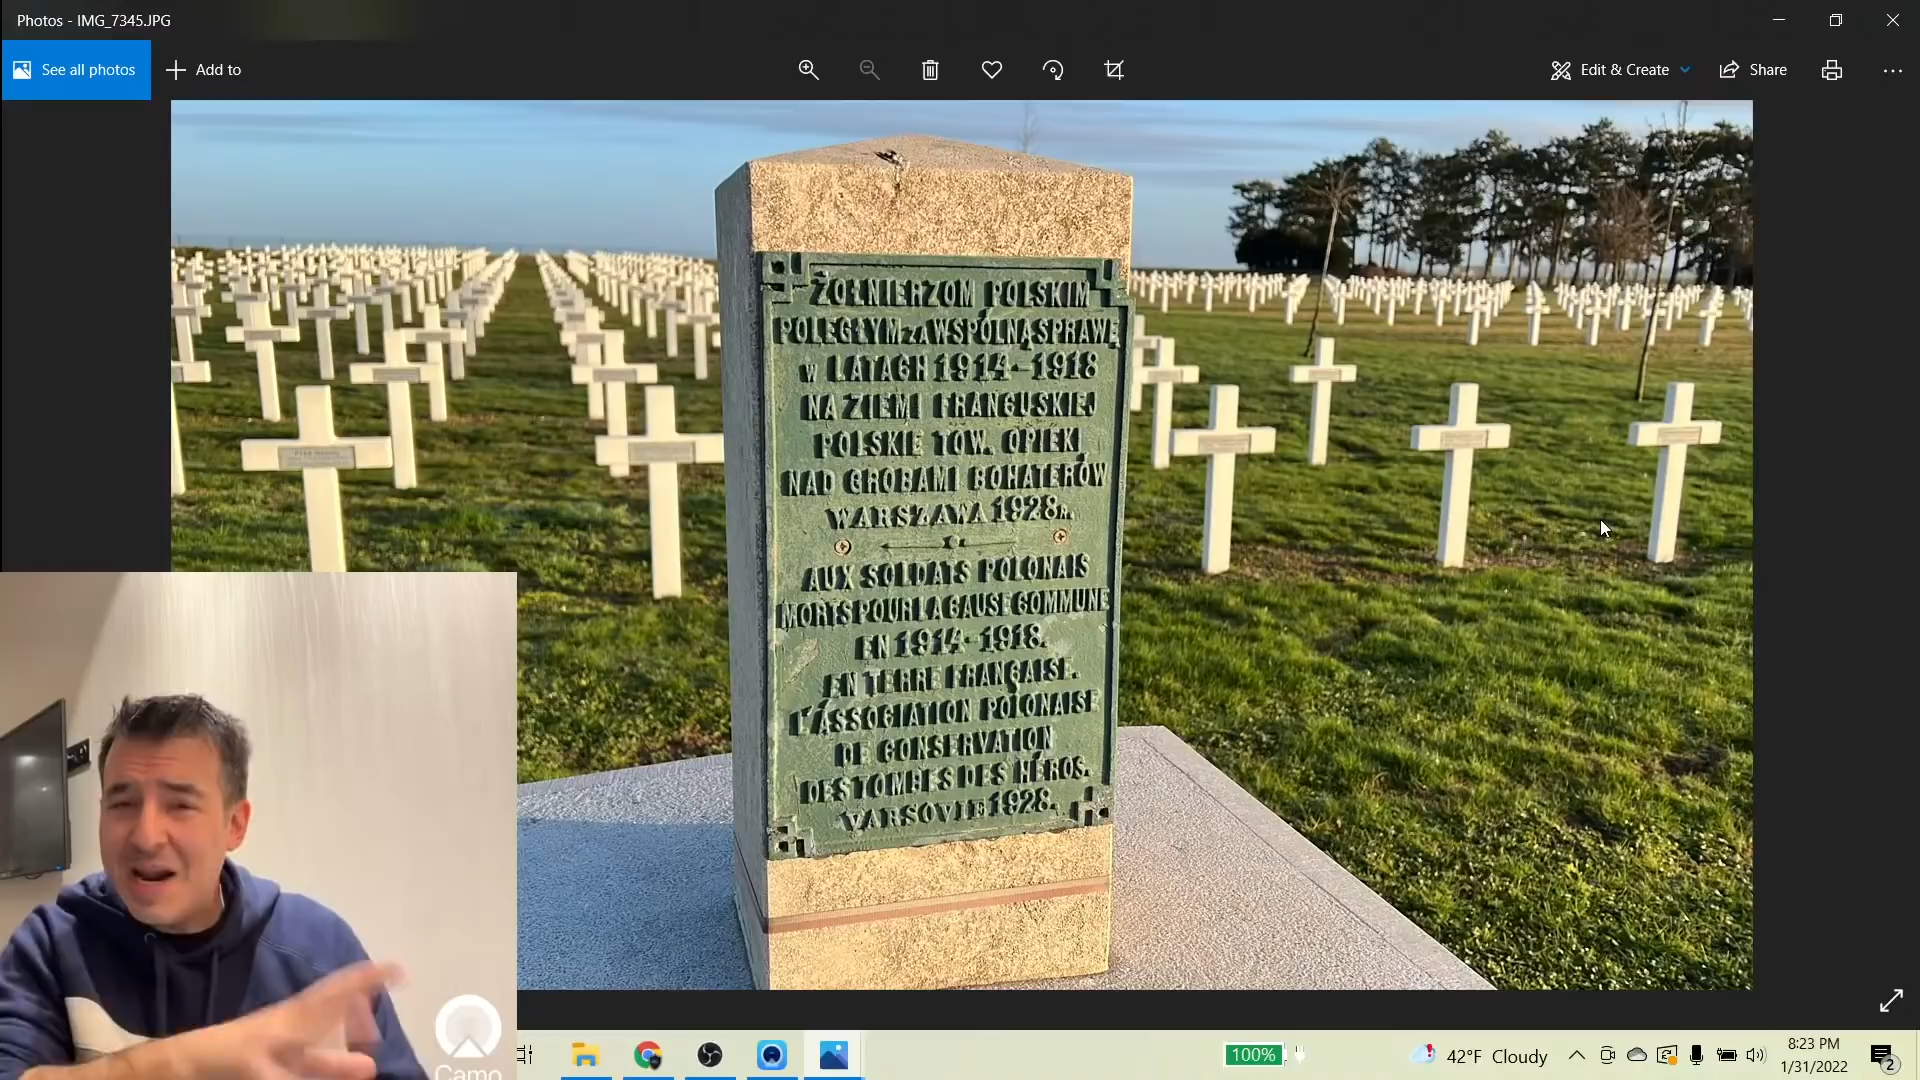 Photos - IMG_7345.JPG
See all photos
Add to
Edit & Create
Share
ŻOŁNIERZOM POLSKIM
POLEGŁYM ZA WSPÓLNĄ SPRAWĘ
W LATACH 1914-1918
NA ZIEMI FRANCUSKIEJ
POLSKIE TOW. OPIEKI
NAD GROBAMI BOHATERÓW
WARSZAWA 1928R.
AUX SOLDATS POLONAIS
MORTS POUR LA CAUSE COMMUNE
EN 1914-1918.
EN TERRE FRANÇAISE.
L'ASSOCIATION POLONAISE
DE CONSERVATION
DES TOMBES DES HÉROS.
VARSOVIE 1928.
Camo
100%
42°F Cloudy
8:23 PM
1/31/2022
2